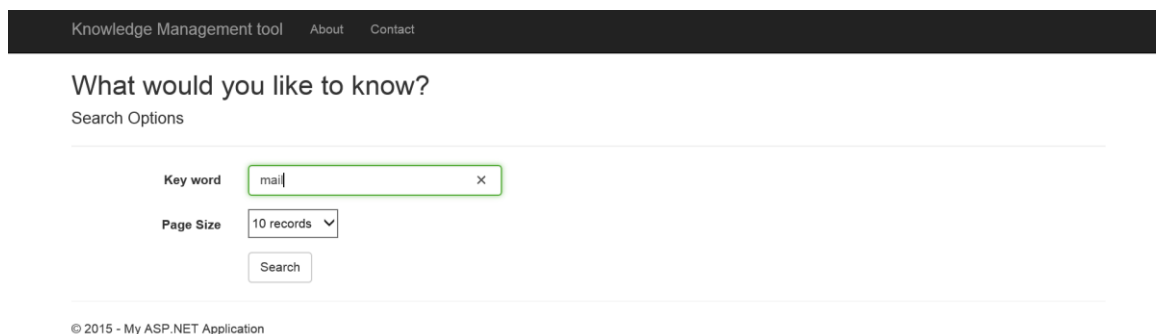 Knowledge Management tool About Contact
What would you like to know?
Search Options
Key word mail ×
Page Size 10 records
Search
© 2015 - My ASP.NET Application